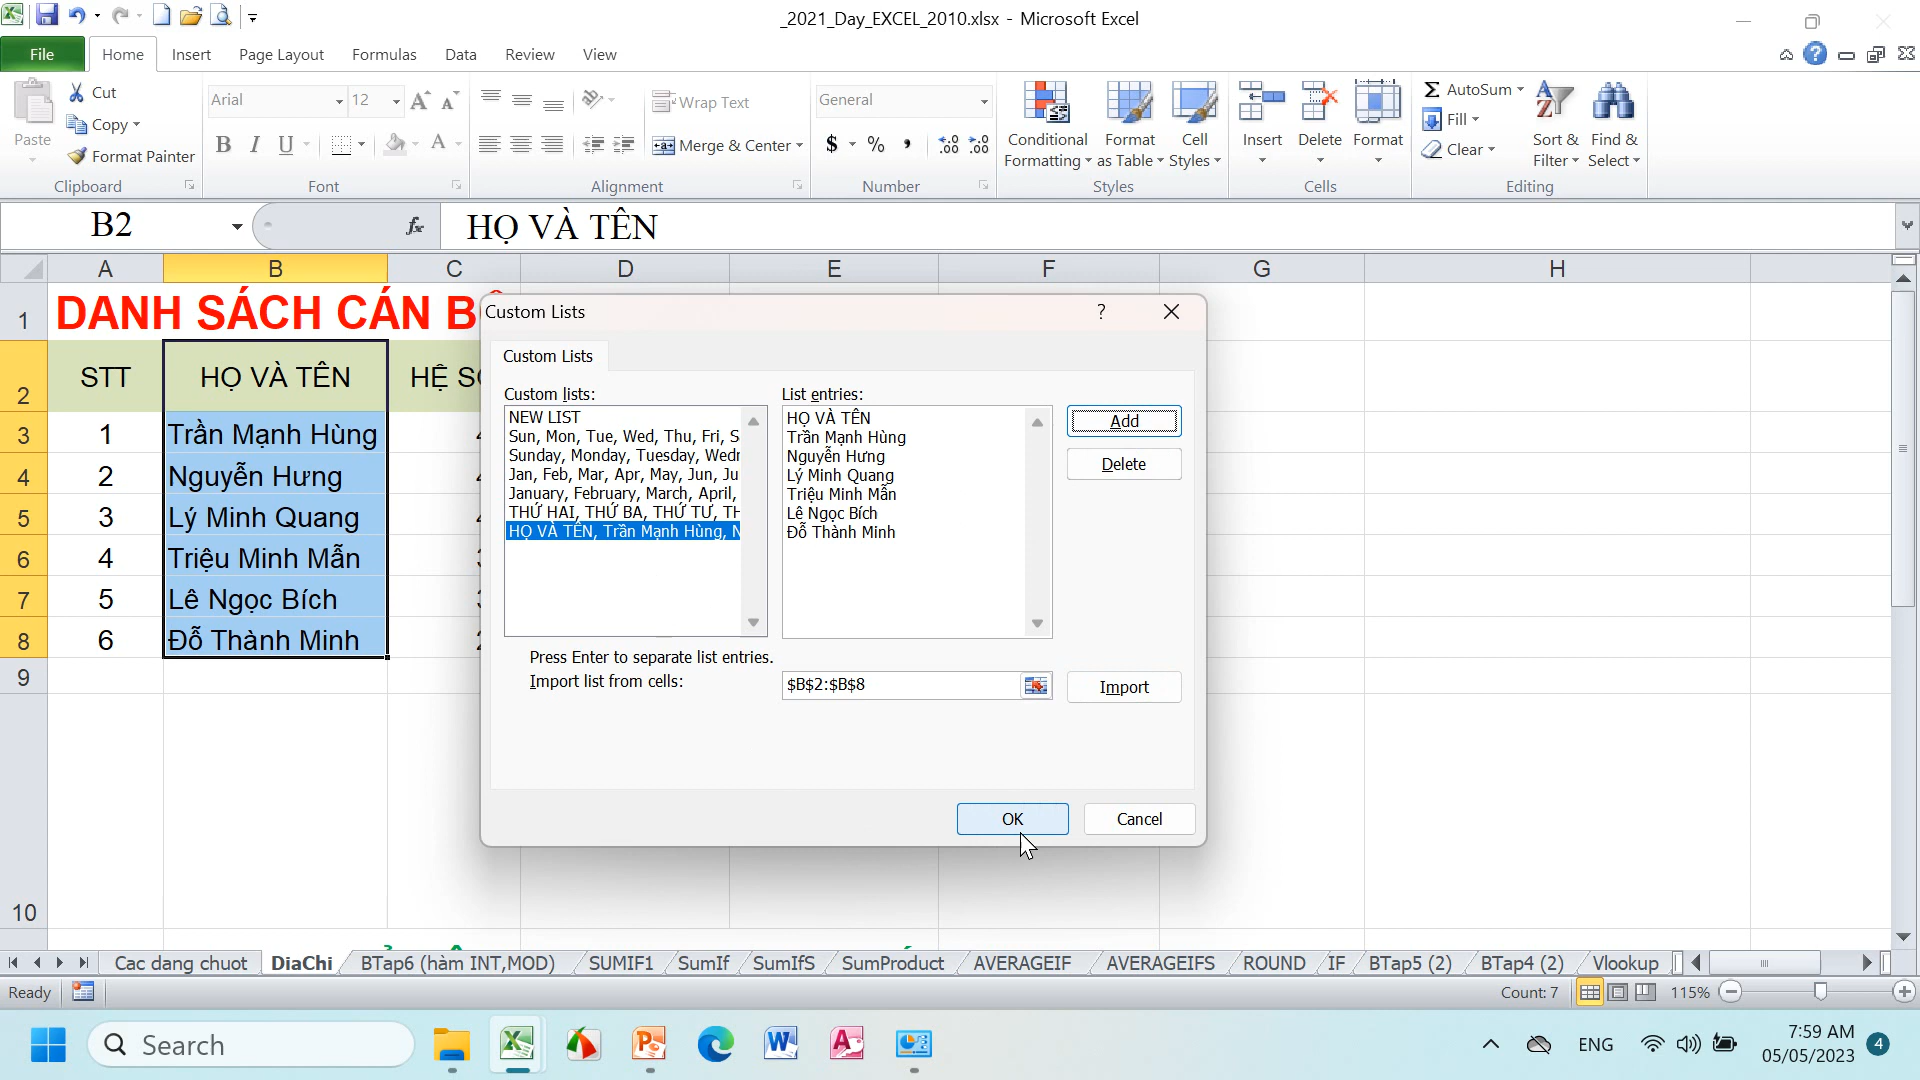 _2021_Day_EXCEL_2010.xlsx - Microsoft Excel
File Home Insert Page Layout Formulas Data Review View
Paste
Cut
Copy
Format Painter
Clipboard
Arial 12
B I U
Font
Wrap Text
Merge & Center
Alignment
General
$ % ,
Number
Conditional Formatting
Format as Table
Cell Styles
Styles
Insert
Delete
Format
Cells
AutoSum
Fill
Clear
Sort & Filter
Find & Select
Editing
B2 fx HỌ VÀ TÊN
A B C D E F G H
1 DANH SÁCH CÁN B
2 STT HỌ VÀ TÊN HỆ S
3 1 Trần Mạnh Hùng
4 2 Nguyễn Hưng
5 3 Lý Minh Quang
6 4 Triệu Minh Mẫn
7 5 Lê Ngọc Bích
8 6 Đỗ Thành Minh
9
10
Custom Lists ?
Custom Lists
Custom lists:
NEW LIST
Sun, Mon, Tue, Wed, Thu, Fri, S
Sunday, Monday, Tuesday, Wedn
Jan, Feb, Mar, Apr, May, Jun, Ju
January, February, March, April,
THỨ HAI, THỨ BA, THỨ TƯ, TH
HỌ VÀ TÊN, Trần Mạnh Hùng, N
List entries:
HỌ VÀ TÊN
Trần Mạnh Hùng
Nguyễn Hưng
Lý Minh Quang
Triệu Minh Mẫn
Lê Ngọc Bích
Đỗ Thành Minh
Add
Delete
Press Enter to separate list entries.
Import list from cells: $B$2:$B$8 Import
OK Cancel
Cac dang chuot DiaChi BTap6 (hàm INT,MOD) SUMIF1 SumIf SumIfS SumProduct AVERAGEIF AVERAGEIFS ROUND IF BTap5 (2) BTap4 (2) Vlookup
Ready Count: 7 115%
Search
ENG
7:59 AM
05/05/2023
4